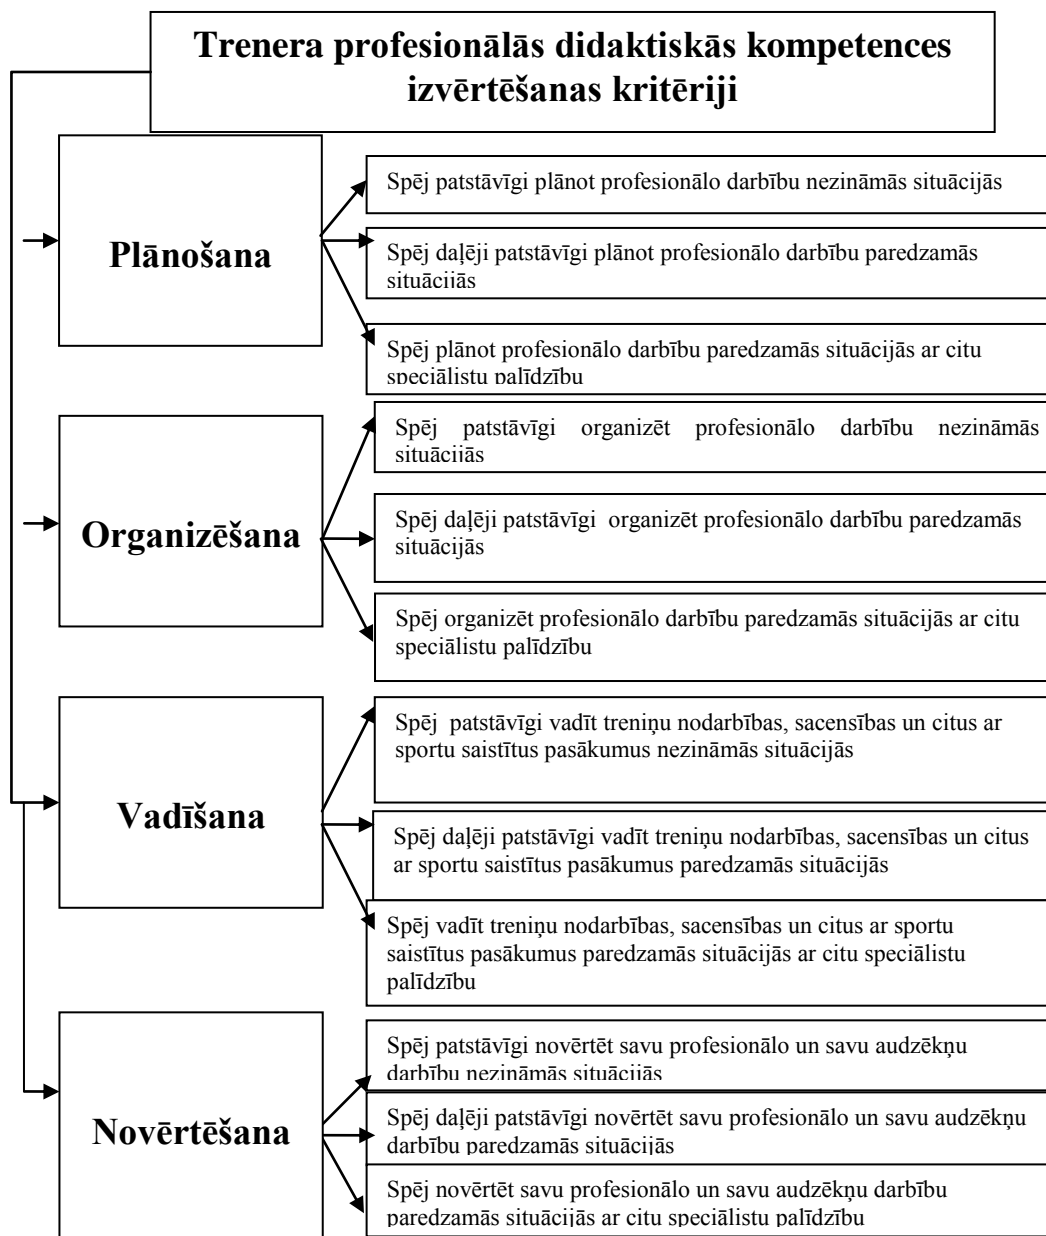 Trenera profesionālās didaktiskās kompetences
izvērtēšanas kritēriji
Plānošana
Spēj patstāvīgi plānot profesionālo darbību nezināmās situācijās
Spēj daļēji patstāvīgi plānot profesionālo darbību paredzamās
situācijās
Spēj plānot profesionālo darbību paredzamās situācijās ar citu
speciālistu palīdzību
Organizēšana
Spēj patstāvīgi organizēt profesionālo darbību nezināmās
situācijās
Spēj daļēji patstāvīgi organizēt profesionālo darbību paredzamās
situācijās
Spēj organizēt profesionālo darbību paredzamās situācijās ar citu
speciālistu palīdzību
Vadīšana
Spēj patstāvīgi vadīt treniņu nodarbības, sacensības un citus ar
sportu saistītus pasākumus nezināmās situācijās
Spēj daļēji patstāvīgi vadīt treniņu nodarbības, sacensības un citus
ar sportu saistītus pasākumus paredzamās situācijās
Spēj vadīt treniņu nodarbības, sacensības un citus ar sportu
saistītus pasākumus paredzamās situācijās ar citu speciālistu
palīdzību
Novērtēšana
Spēj patstāvīgi novērtēt savu profesionālo un savu audzēkņu
darbību nezināmās situācijās
Spēj daļēji patstāvīgi novērtēt savu profesionālo un savu audzēkņu
darbību paredzamās situācijās
Spēj novērtēt savu profesionālo un savu audzēkņu darbību
paredzamās situācijās ar citu speciālistu palīdzību